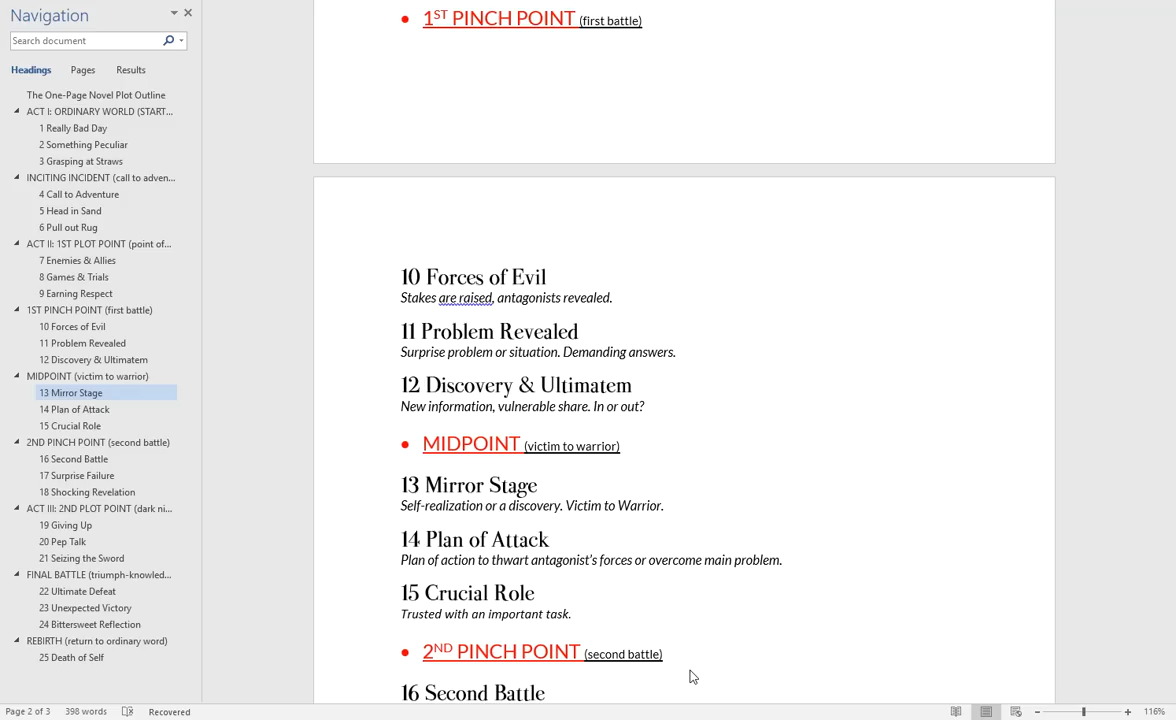 Navigation
Search document
Headings Pages Results
The One-Page Novel Plot Outline
ACT I: ORDINARY WORLD (START...
1 Really Bad Day
2 Something Peculiar
3 Grasping at Straws
INCITING INCIDENT (call to adven...
4 Call to Adventure
5 Head in Sand
6 Pull out Rug
ACT II: 1ST PLOT POINT (point of...
7 Enemies & Allies
8 Games & Trials
9 Earning Respect
1ST PINCH POINT (first battle)
10 Forces of Evil
11 Problem Revealed
12 Discovery & Ultimatem
MIDPOINT (victim to warrior)
13 Mirror Stage
14 Plan of Attack
15 Crucial Role
2ND PINCH POINT (second battle)
16 Second Battle
17 Surprise Failure
18 Shocking Revelation
ACT III: 2ND PLOT POINT (dark ni...
19 Giving Up
20 Pep Talk
21 Seizing the Sword
FINAL BATTLE (triumph-knowled...
22 Ultimate Defeat
23 Unexpected Victory
24 Bittersweet Reflection
REBIRTH (return to ordinary word)
25 Death of Self
• 1ST PINCH POINT (first battle)
10 Forces of Evil
Stakes are raised, antagonists revealed.
11 Problem Revealed
Surprise problem or situation. Demanding answers.
12 Discovery & Ultimatem
New information, vulnerable share. In or out?
• MIDPOINT (victim to warrior)
13 Mirror Stage
Self-realization or a discovery. Victim to Warrior.
14 Plan of Attack
Plan of action to thwart antagonist's forces or overcome main problem.
15 Crucial Role
Trusted with an important task.
• 2ND PINCH POINT (second battle)
16 Second Battle
Page 2 of 3 398 words Recovered 116%